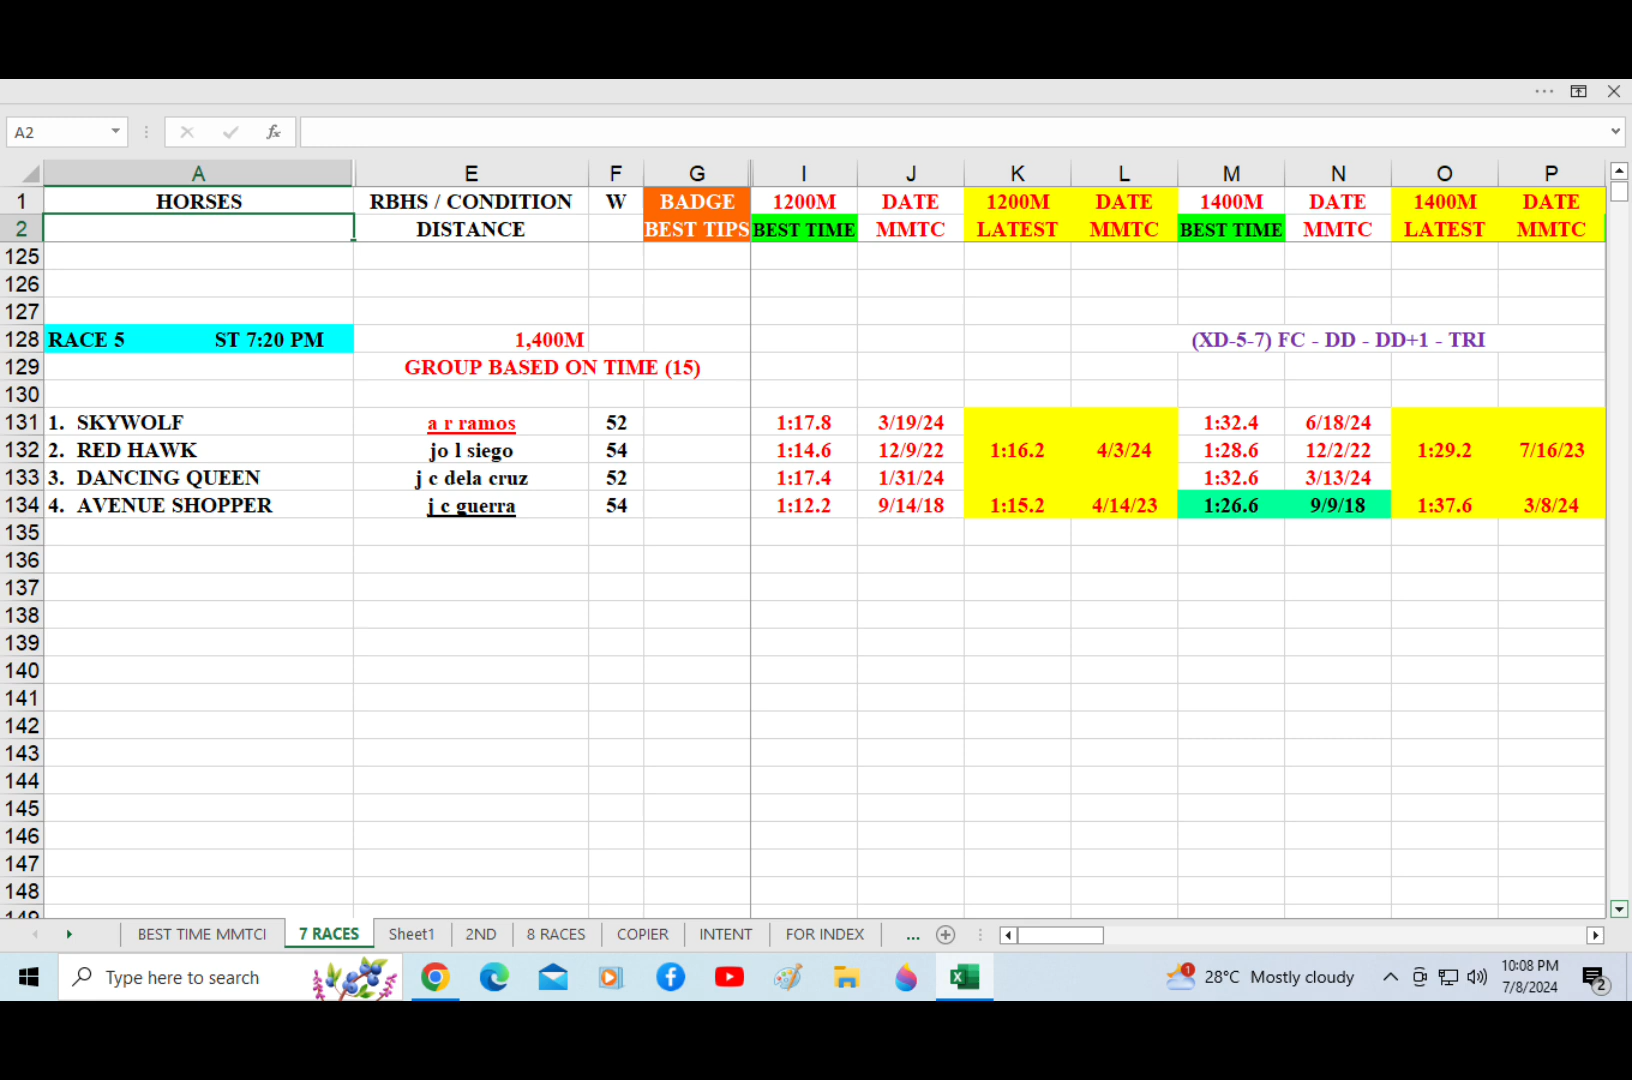 A2
fx
A E F G I J K L M N O P
1 HORSES RBHS / CONDITION W BADGE 1200M DATE 1200M DATE 1400M DATE 1400M DATE
2 DISTANCE BEST TIPS BEST TIME MMTC LATEST MMTC BEST TIME MMTC LATEST MMTC
125
126
127
128 RACE 5 ST 7:20 PM 1,400M (XD-5-7) FC - DD - DD+1 - TRI
129 GROUP BASED ON TIME (15)
130
131 1. SKYWOLF a r ramos 52 1:17.8 3/19/24 1:32.4 6/18/24
132 2. RED HAWK jo l siego 54 1:14.6 12/9/22 1:16.2 4/3/24 1:28.6 12/2/22 1:29.2 7/16/23
133 3. DANCING QUEEN j c dela cruz 52 1:17.4 1/31/24 1:32.6 3/13/24
134 4. AVENUE SHOPPER j c guerra 54 1:12.2 9/14/18 1:15.2 4/14/23 1:26.6 9/9/18 1:37.6 3/8/24
135
136
137
138
139
140
141
142
143
144
145
146
147
148
149
BEST TIME MMTCI 7 RACES Sheet1 2ND 8 RACES COPIER INTENT FOR INDEX ...
Type here to search 1 28°C Mostly cloudy 10:08 PM
7/8/2024 2